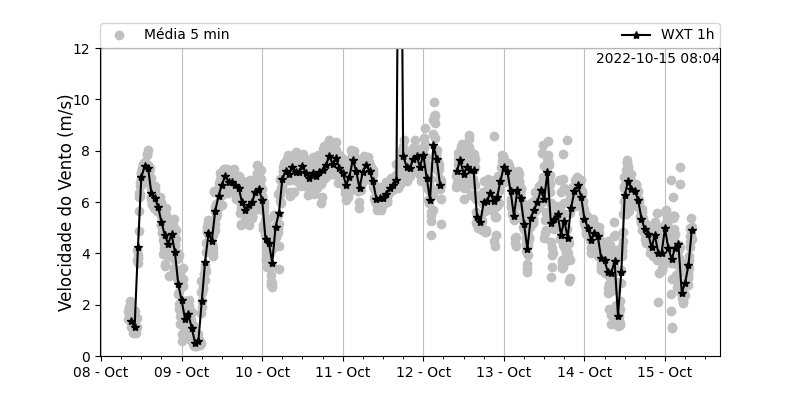 Média 5 min WXT 1h
2022-10-15 08:04
Velocidade do Vento (m/s)
12
10
8
6
4
2
0
08 - Oct 09 - Oct 10 - Oct 11 - Oct 12 - Oct 13 - Oct 14 - Oct 15 - Oct